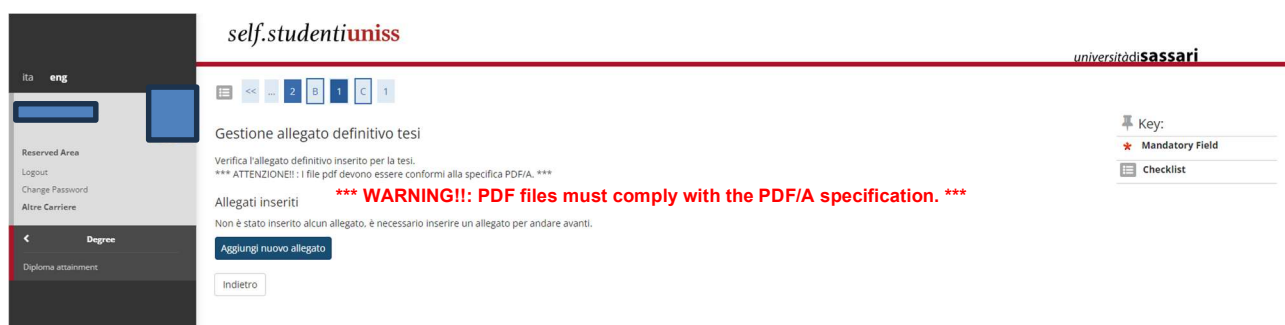 self.studentiuniss
universitàdisassari
ita eng
<< ... 2 B 1 C 1
Gestione allegato definitivo tesi
Key:
Mandatory Field
Checklist
Reserved Area
Logout
Change Password
Altre Carriere
Degree
Diploma attainment
Verifica l'allegato definitivo inserito per la tesi.
*** ATTENZIONE!! : I file pdf devono essere conformi alla specifica PDF/A. ***
*** WARNING!!: PDF files must comply with the PDF/A specification. ***
Allegati inseriti
Non è stato inserito alcun allegato, è necessario inserire un allegato per andare avanti.
Aggiungi nuovo allegato
Indietro